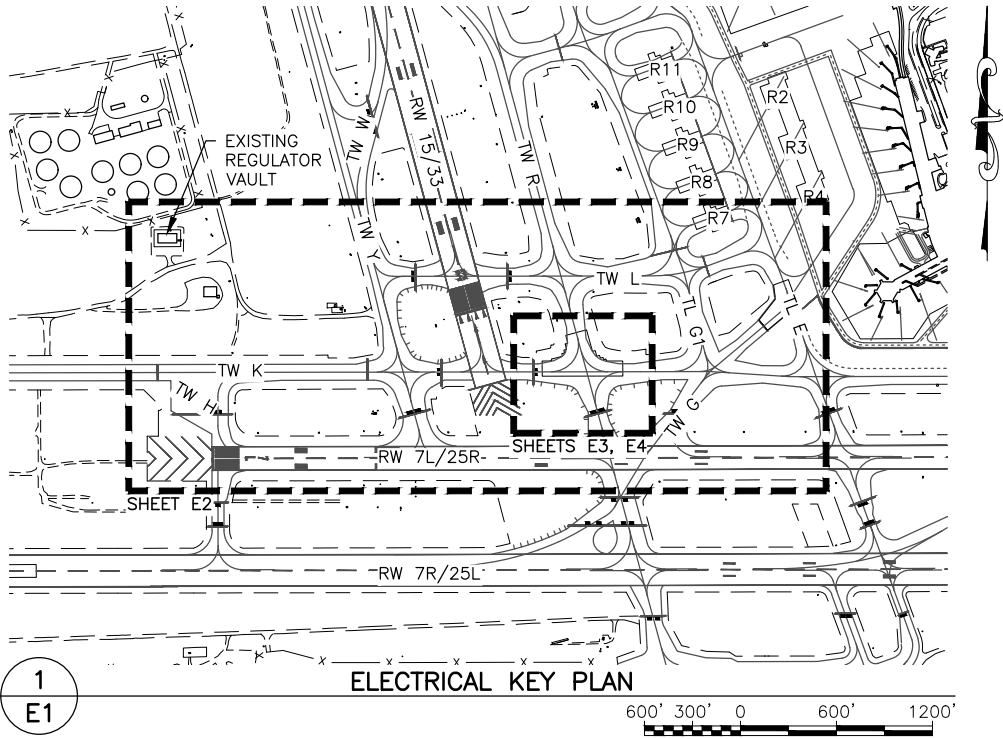 R11
R10
R9
R8
R7
R2
R3
R4
EXISTING
REGULATOR
VAULT
TW W
RW 15/33
TW R
TW Y
TW L
TL G1
TL F
TW K
TW H
TW G
SHEETS E3, E4
RW 7L/25R
SHEET E2
RW 7R/25L
1
E1
ELECTRICAL KEY PLAN
600' 300' 0 600' 1200'